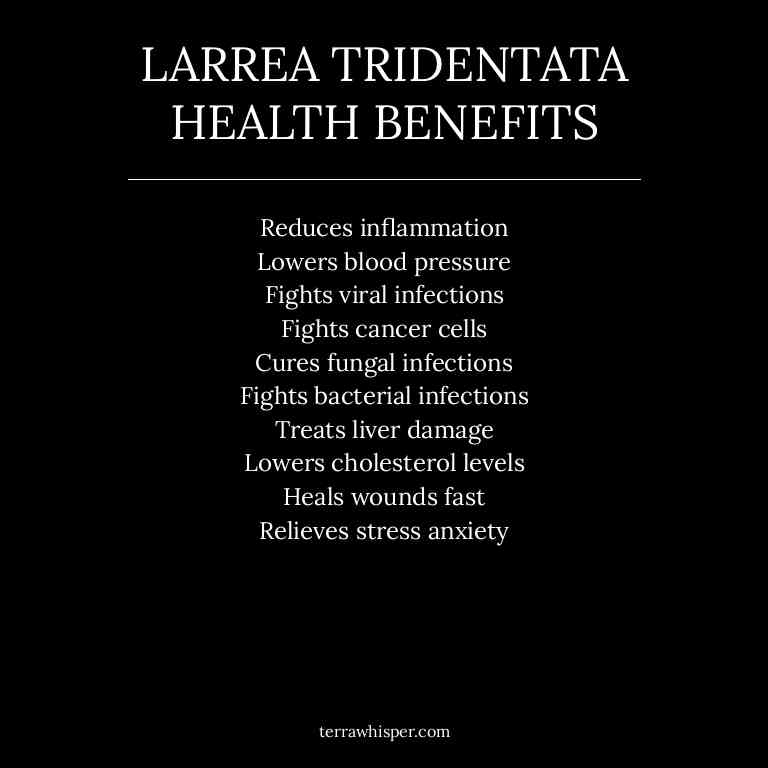 LARREA TRIDENTATA
HEALTH BENEFITS
Reduces inflammation
Lowers blood pressure
Fights viral infections
Fights cancer cells
Cures fungal infections
Fights bacterial infections
Treats liver damage
Lowers cholesterol levels
Heals wounds fast
Relieves stress anxiety
terrawhisper.com